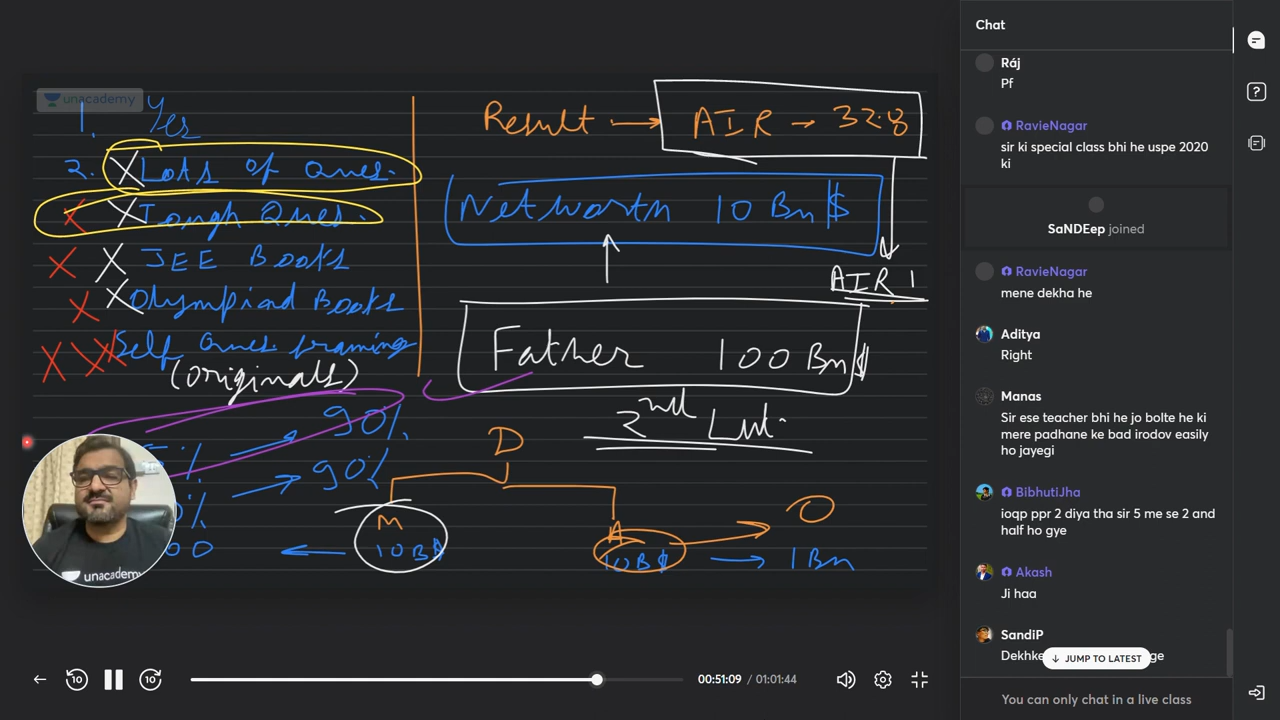 unacademy
1. Yes
2. X Lots of Ques.
X X Tough Ques.
X X JEE Books
X X Olympiad Books
X X X Self Ques. framing
(originals)
% → 90%
% → 90%
Result → AIR → 328
Networth 10 Bn $
AIR 1
Father 100 Bn $
2nd
D
M
10B$
A
10B$ → 1Bn
O
unacademy
00:51:09 / 01:01:44
10
10
Chat
Ráj
Pf
RavieNagar
sir ki special class bhi he uspe 2020
ki
SaNDEep joined
RavieNagar
mene dekha he
Aditya
Right
Manas
Sir ese teacher bhi he jo bolte he ki
mere padhane ke bad irodov easily
ho jayegi
BibhutiJha
ioqp ppr 2 diya tha sir 5 me se 2 and
half ho gye
Akash
Ji haa
SandiP
JUMP TO LATEST
You can only chat in a live class